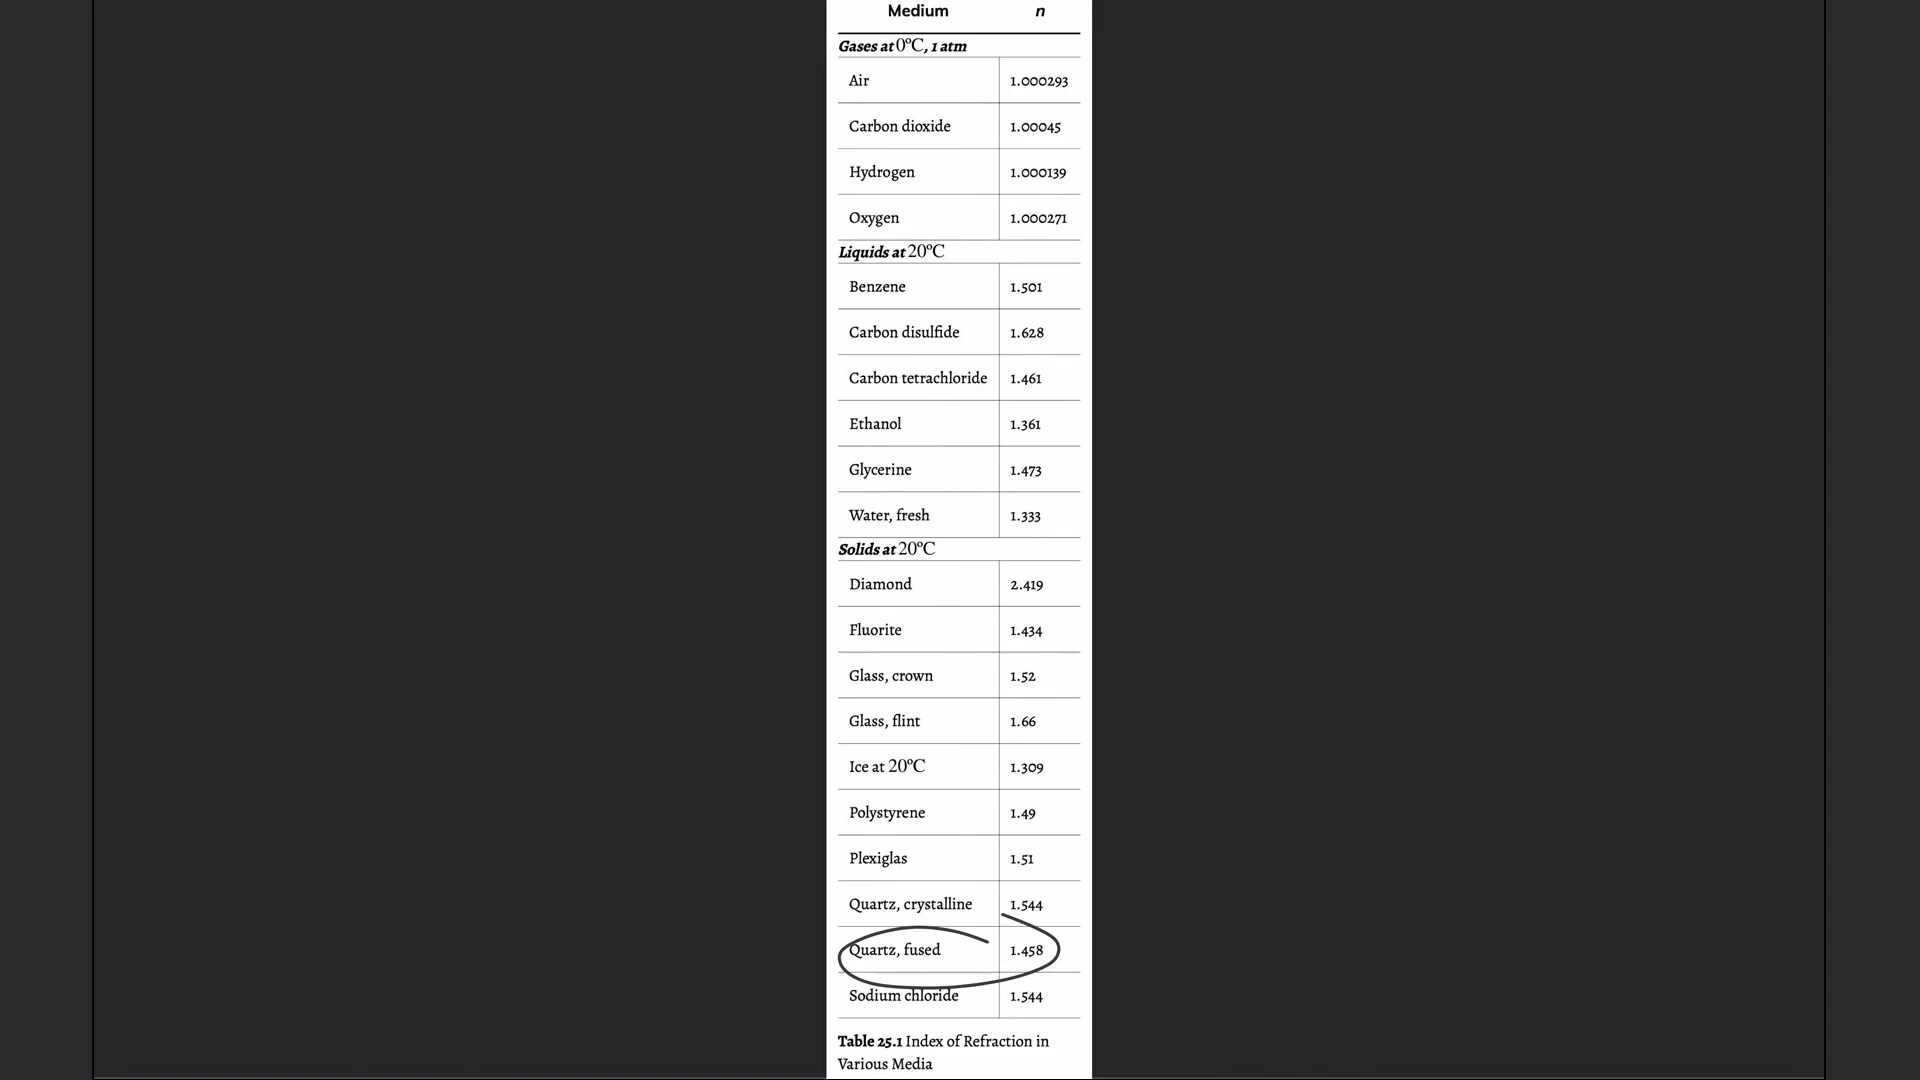 Medium n
Gases at 0°C, 1 atm
Air 1.000293
Carbon dioxide 1.00045
Hydrogen 1.000139
Oxygen 1.000271
Liquids at 20°C
Benzene 1.501
Carbon disulfide 1.628
Carbon tetrachloride 1.461
Ethanol 1.361
Glycerine 1.473
Water, fresh 1.333
Solids at 20°C
Diamond 2.419
Fluorite 1.434
Glass, crown 1.52
Glass, flint 1.66
Ice at 20°C 1.309
Polystyrene 1.49
Plexiglas 1.51
Quartz, crystalline 1.544
Quartz, fused 1.458
Sodium chloride 1.544
Table 25.1 Index of Refraction in
Various Media